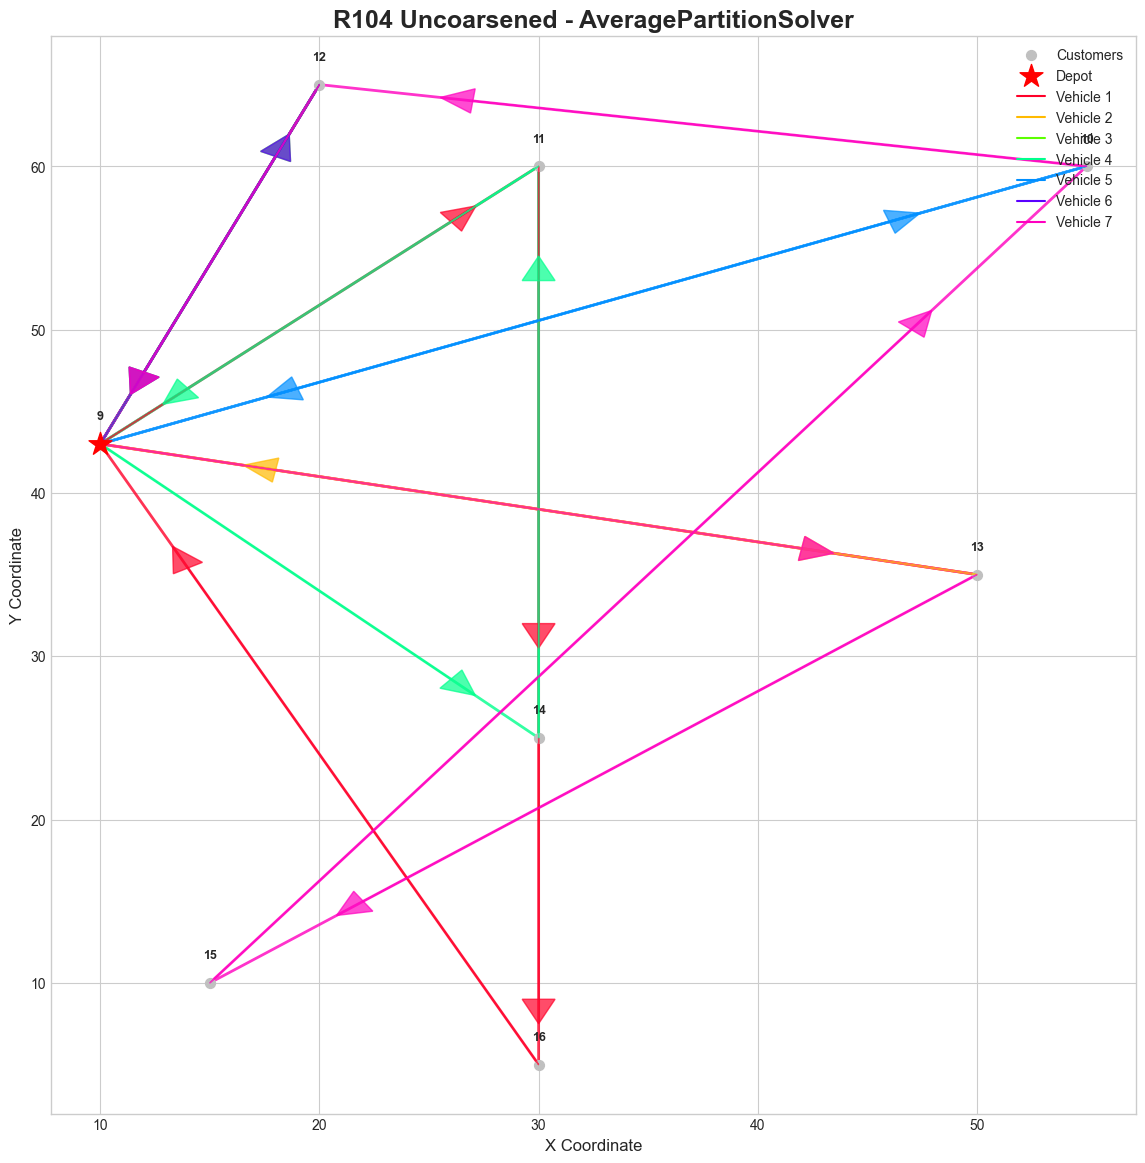 R104 Uncoarsened - AveragePartitionSolver
12
Customers
Depot
Vehicle 1
Vehicle 2
11
10
Vehicle 3
Vehicle 4
60
Vehicle 5
Vehicle 6
Vehicle 7
50
9
40
13
30
14
20
15
10
16
10
20
30
40
50
Y Coordinate
X Coordinate